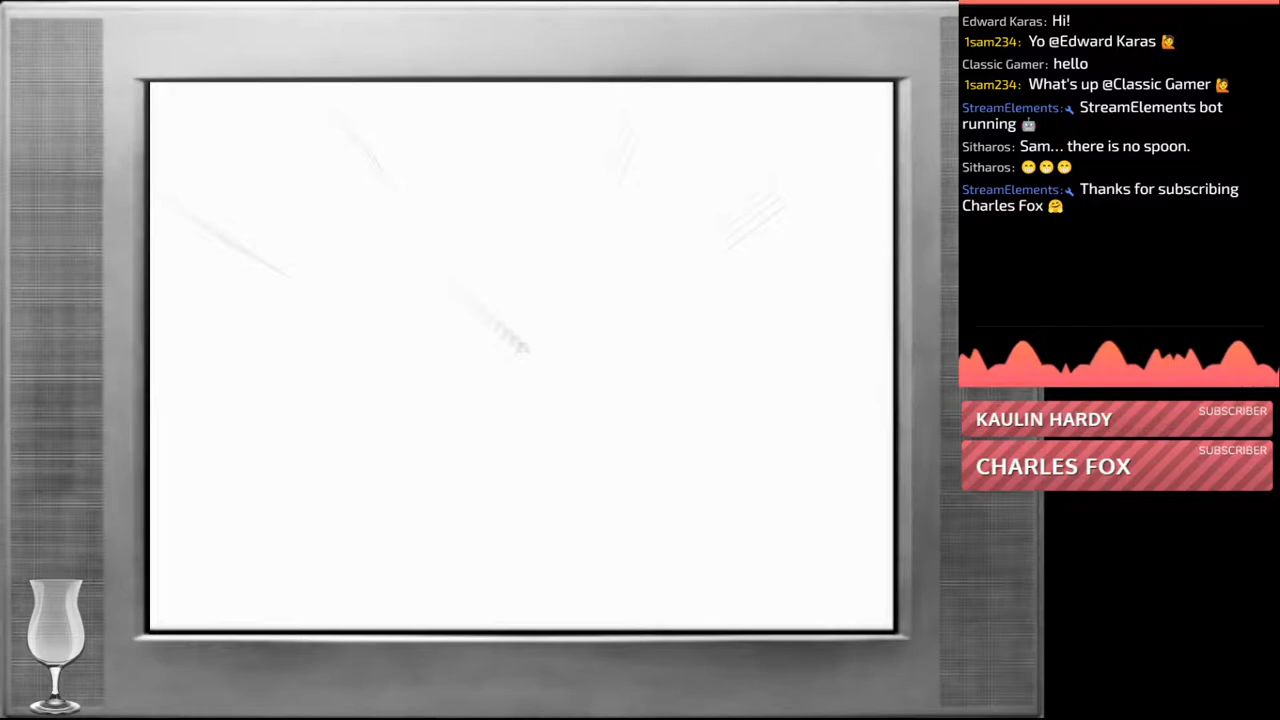 Edward Karas: Hi!
1sam234: Yo @Edward Karas 🙋
Classic Gamer: hello
1sam234: What's up @Classic Gamer 🙋
StreamElements: StreamElements bot
running 🤖
Sitharos: Sam... there is no spoon.
Sitharos: 😁😁😁
StreamElements: Thanks for subscribing
Charles Fox 🤗
KAULIN HARDY SUBSCRIBER
CHARLES FOX SUBSCRIBER